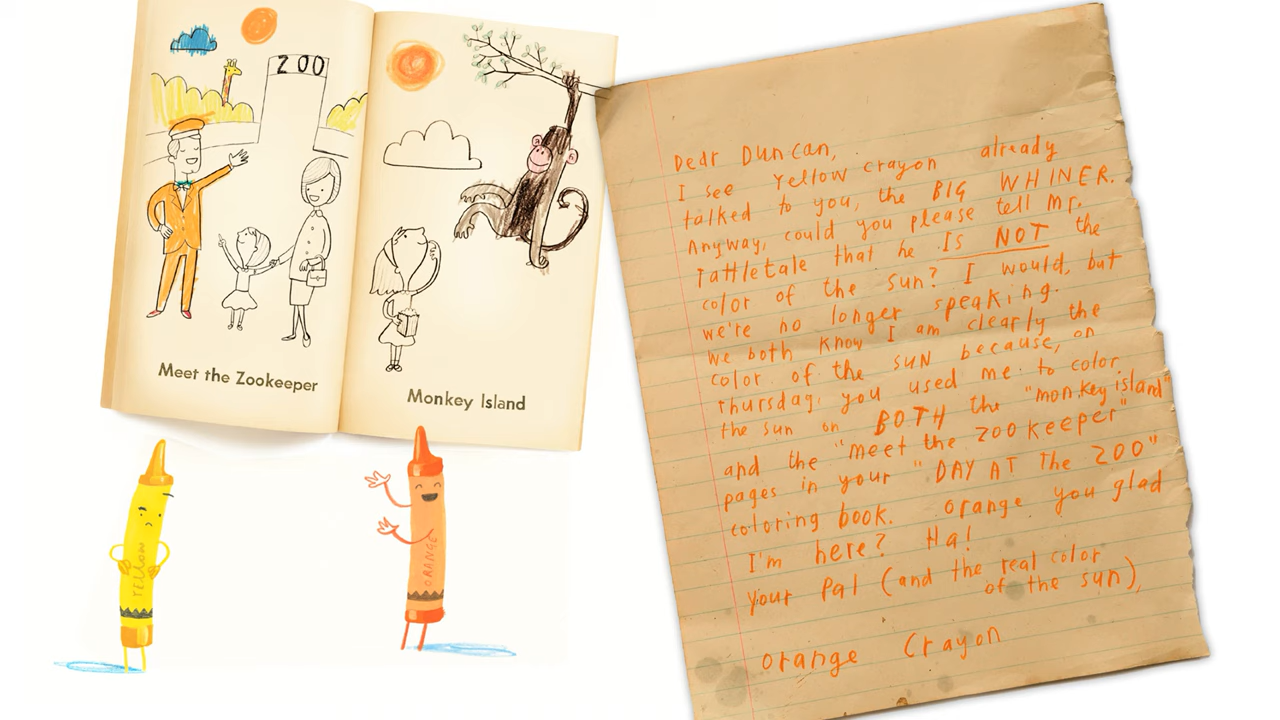 ZOO
Meet the Zookeeper
Monkey Island
YELLOW
ORANGE
Dear Duncan,
I see Yellow crayon already
talked to you, the BIG WHINER.
Anyway, could you please tell Mr.
Tattletale that he IS NOT the
color of the sun? I would, but
we're no longer speaking.
we both know I am clearly the
color of the sun because, on
Thursday, you used me to color
the sun on BOTH the "monkey island"
and the "meet the zookeeper"
pages in your "DAY AT THE ZOO"
coloring book. orange you glad
I'm here? Ha!
your Pal (and the real color
of the sun),
orange Crayon